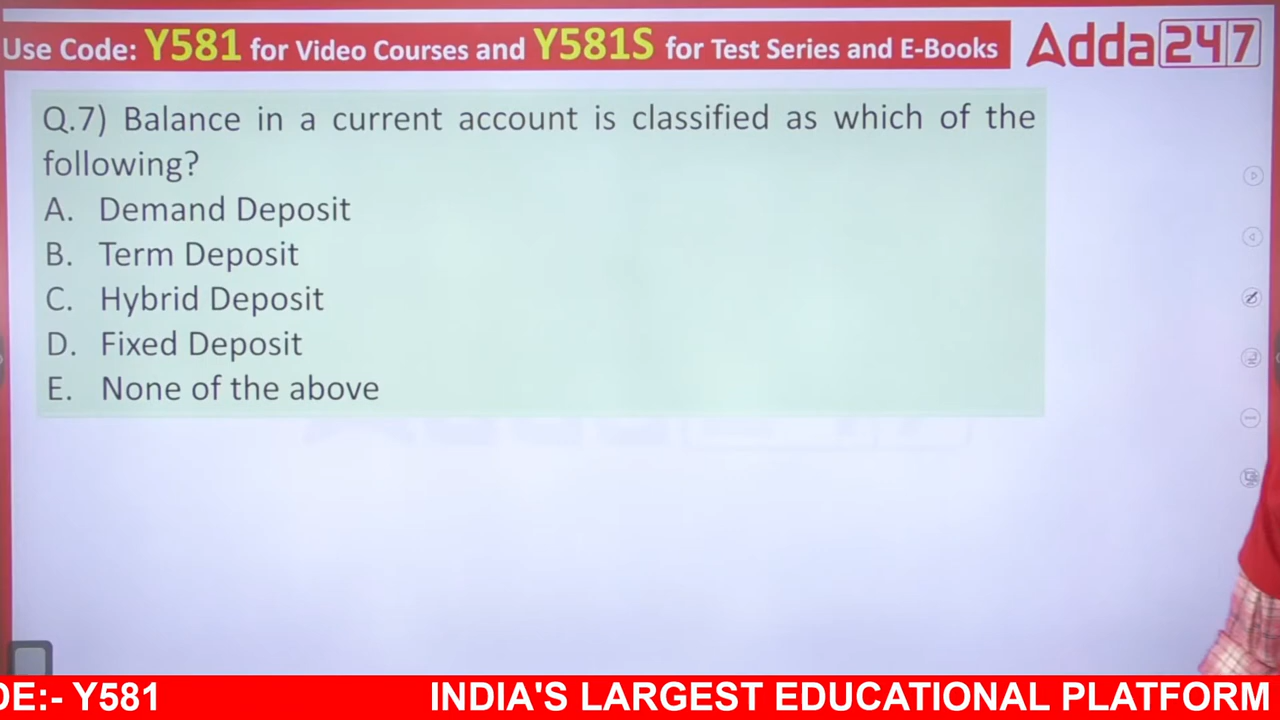 Use Code: Y581 for Video Courses and Y581S for Test Series and E-Books
Adda247
Q.7) Balance in a current account is classified as which of the
following?
A. Demand Deposit
B. Term Deposit
C. Hybrid Deposit
D. Fixed Deposit
E. None of the above
DE:- Y581 INDIA'S LARGEST EDUCATIONAL PLATFORM